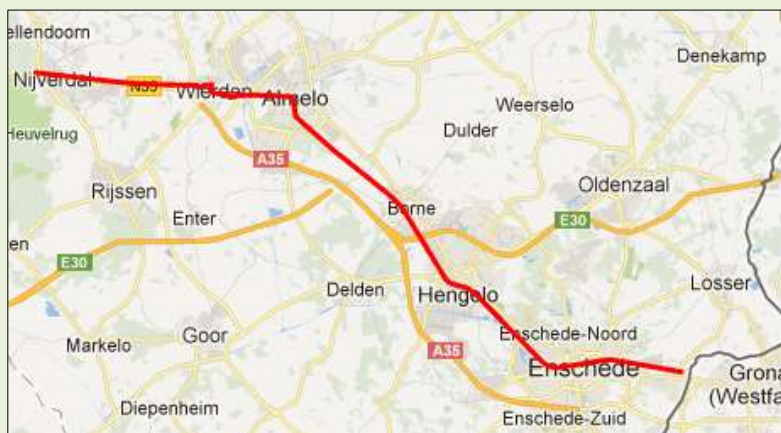 ellendoorn
Denekamp
Nijverdal
N35
Wierden
Almelo
Weerselo
Heuvelrug
Dulder
A35
Rijssen
Oldenzaal
Enter
Borne
E30
en
E30
Losser
Delden
Hengelo
Goor
Enschede-Noord
Markelo
A35
Enschede
Grona
(Westfa
Diepenheim
Enschede-Zuid